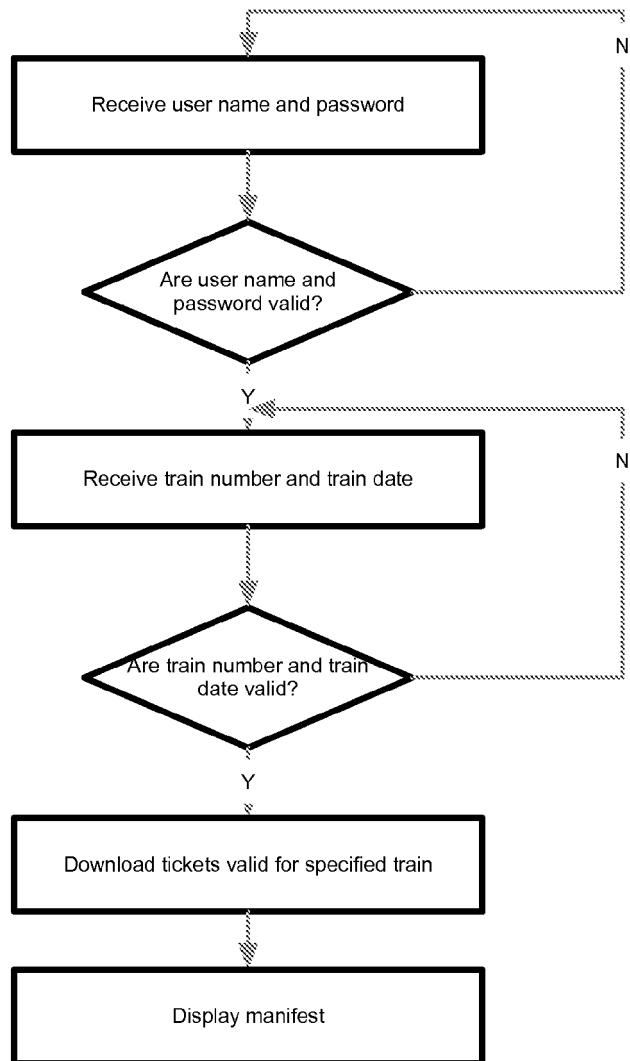 N
Receive user name and password
Are user name and
password valid?
Y
N
Receive train number and train date
Are train number and train
date valid?
Y
Download tickets valid for specified train
Display manifest